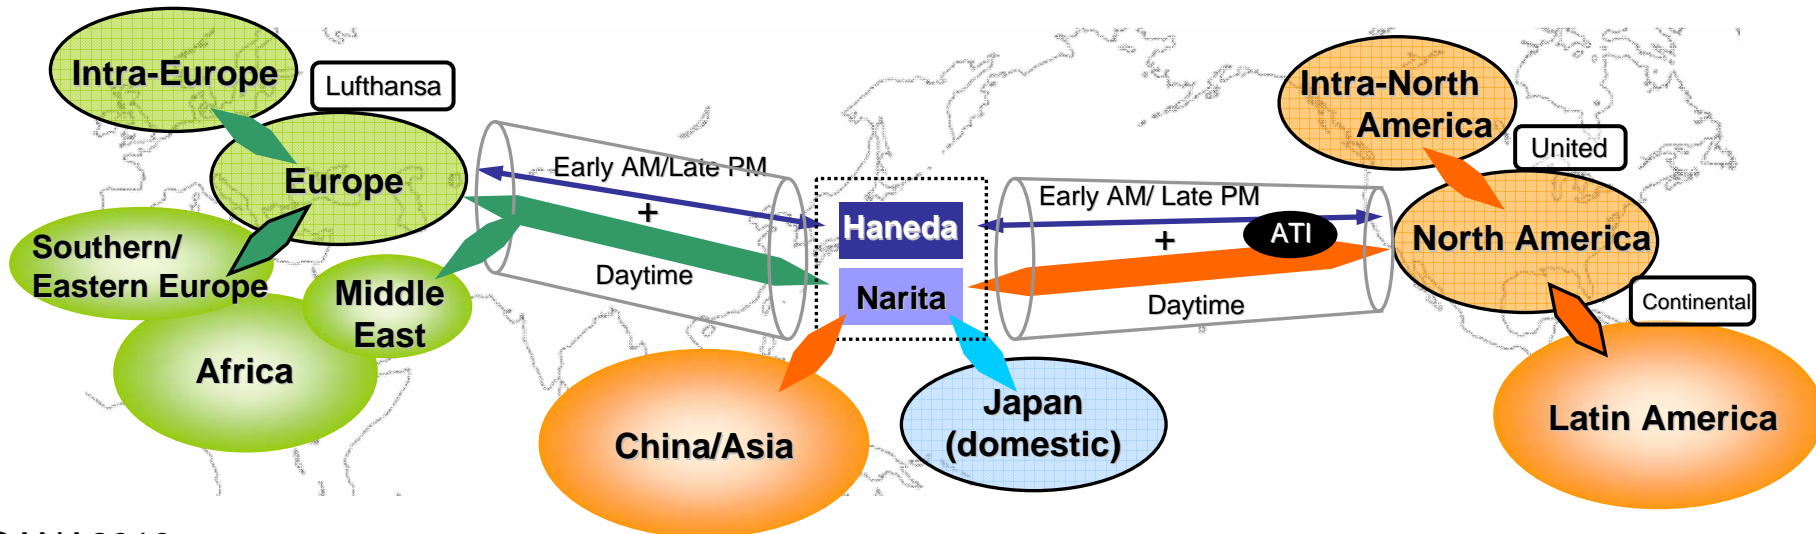 Intra-Europe
Lufthansa
Europe
Southern/
Eastern Europe
Middle
East
Africa
Early AM/Late PM
+
Daytime
Haneda
Narita
China/Asia
Japan
(domestic)
Early AM/ Late PM
+
ATI
Daytime
Intra-North
America
United
North America
Continental
Latin America